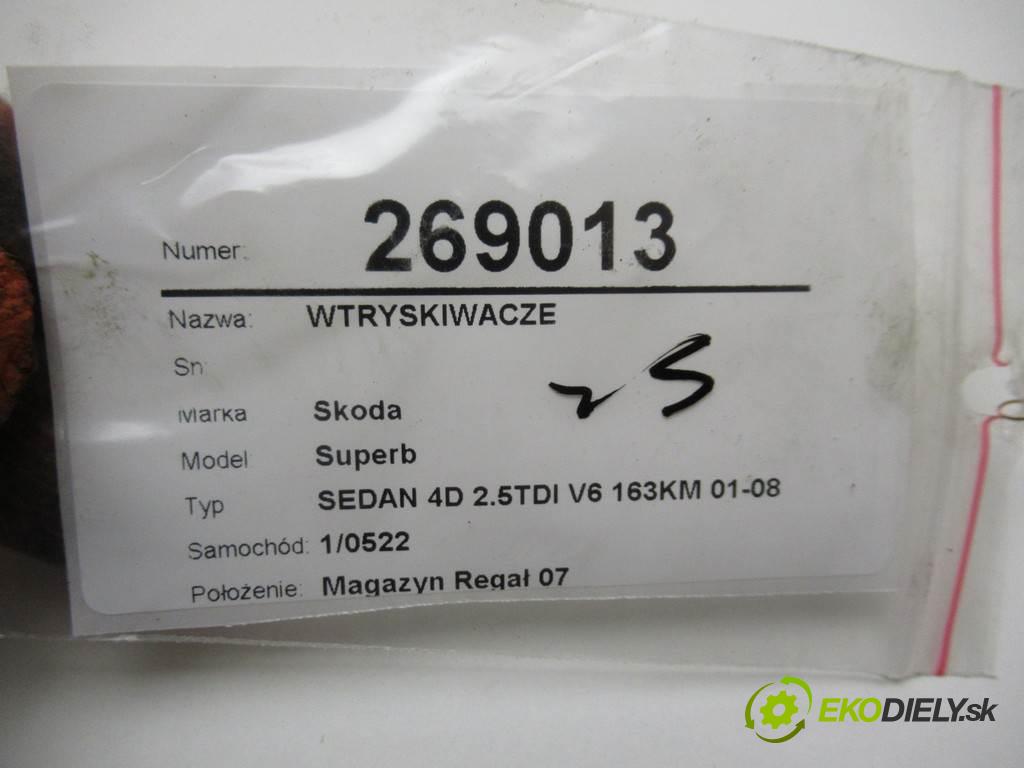 Numer: 269013
Nazwa: WTRYSKIWACZE
Sn:
Marka Skoda
Model Superb
Typ SEDAN 4D 2.5TDI V6 163KM 01-08
Samochód: 1/0522
Położenie: Magazyn Regał 07
EKODIELY.sk